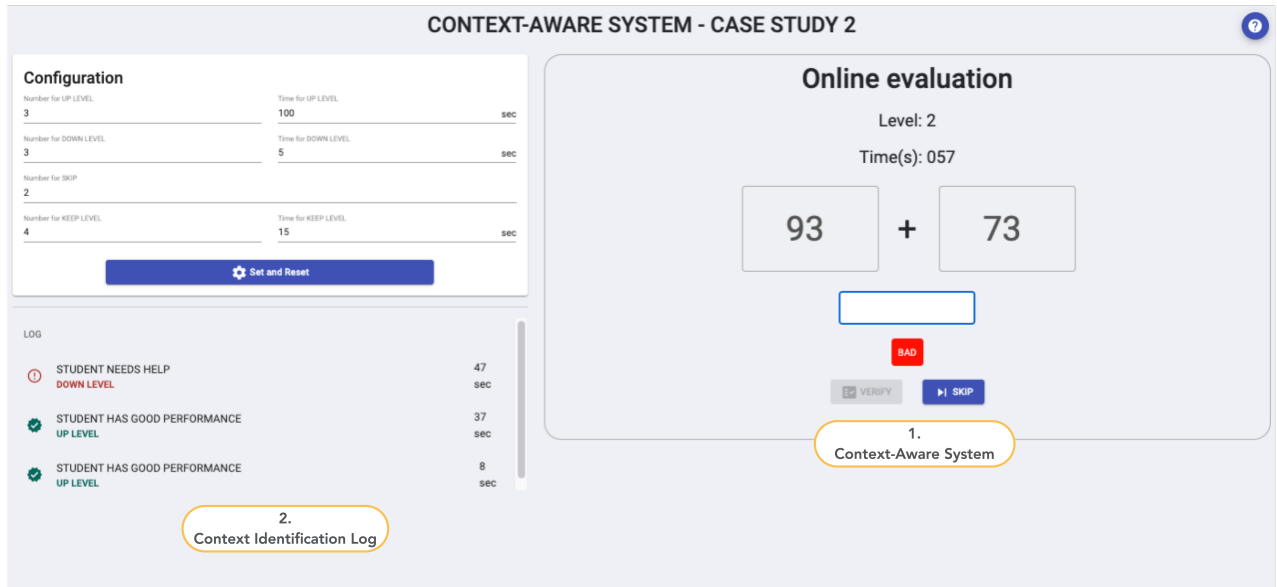 CONTEXT-AWARE SYSTEM - CASE STUDY 2
?
Configuration
Number for UP LEVEL
3
Time for UP LEVEL
100 sec
Number for DOWN LEVEL
3
Time for DOWN LEVEL
5 sec
Number for SKIP
2
Number for KEEP LEVEL
4
Time for KEEP LEVEL
15 sec
Set and Reset
LOG
STUDENT NEEDS HELP
DOWN LEVEL
47
sec
STUDENT HAS GOOD PERFORMANCE
UP LEVEL
37
sec
STUDENT HAS GOOD PERFORMANCE
UP LEVEL
8
sec
2.
Context Identification Log
Online evaluation
Level: 2
Time(s): 057
93 + 73
BAD
VERIFY
SKIP
1.
Context-Aware System